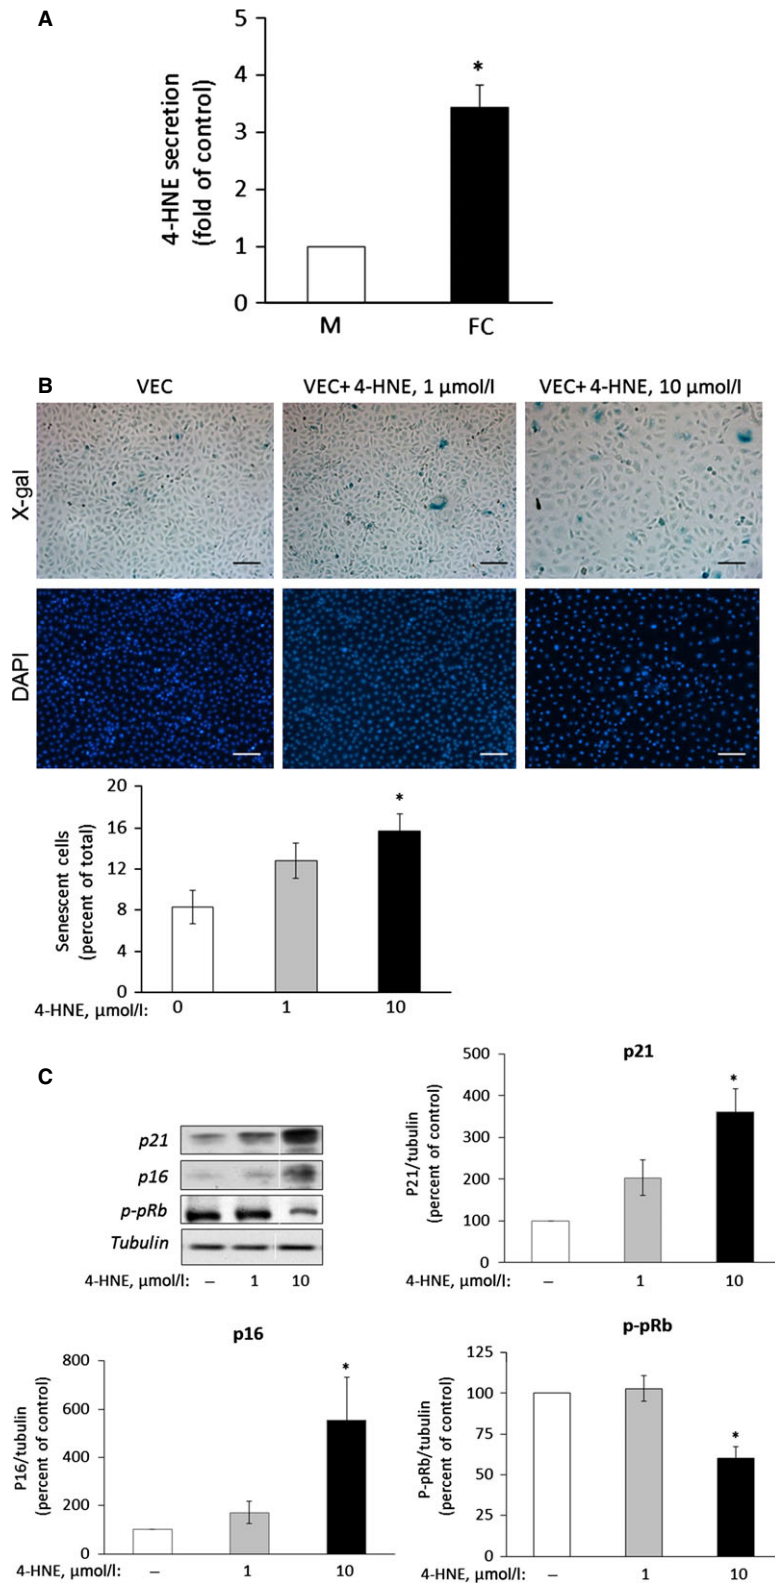 A
5
4
3
2
1
0
4-HNE secretion
(fold of control)
*
M
FC
B
VEC
VEC+ 4-HNE, 1 µmol/l
VEC+ 4-HNE, 10 µmol/l
X-gal
DAPI
20
16
12
8
4
0
Senescent cells
(percent of total)
*
4-HNE, µmol/l:
0
1
10
C
p21
p16
p-pRb
Tubulin
4-HNE, µmol/l:
–
1
10
p21
500
400
300
200
100
0
P21/tubulin
(percent of control)
*
4-HNE, µmol/l:
–
1
10
p16
800
600
400
200
0
P16/tubulin
(percent of control)
*
4-HNE, µmol/l:
–
1
10
p-pRb
125
100
75
50
25
0
P-pRb/tubulin
(percent of control)
*
4-HNE, µmol/l:
–
1
10